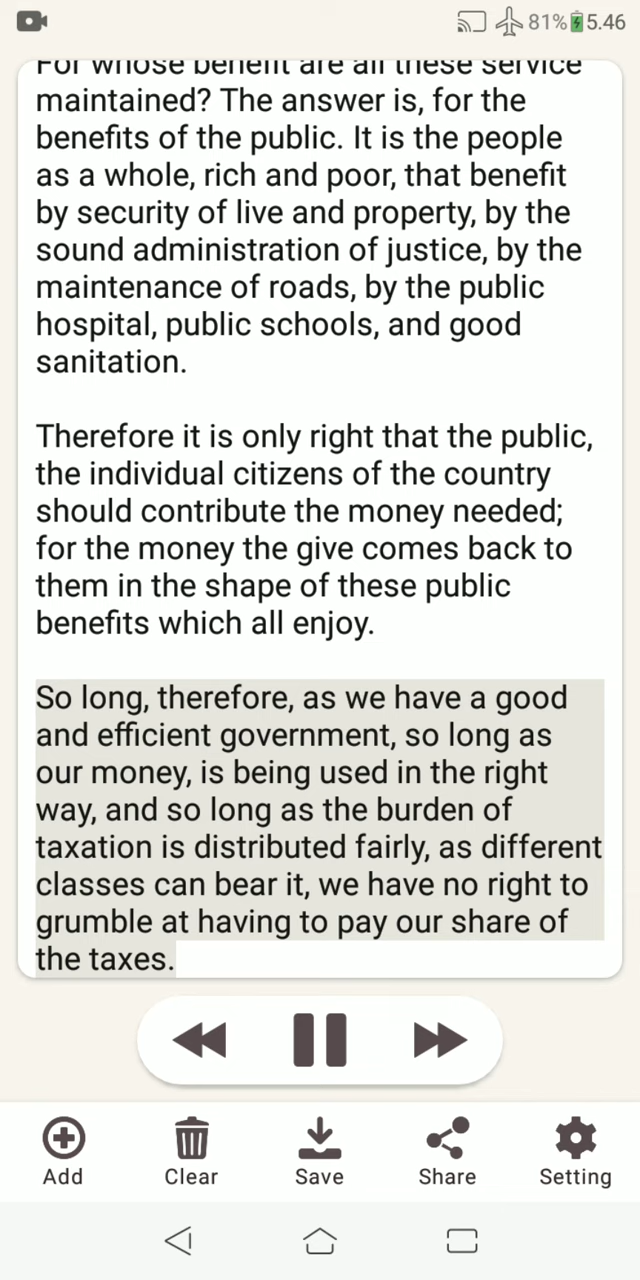 81% 5.46
For whose benefit are all these service
maintained? The answer is, for the
benefits of the public. It is the people
as a whole, rich and poor, that benefit
by security of live and property, by the
sound administration of justice, by the
maintenance of roads, by the public
hospital, public schools, and good
sanitation.
Therefore it is only right that the public,
the individual citizens of the country
should contribute the money needed;
for the money the give comes back to
them in the shape of these public
benefits which all enjoy.
So long, therefore, as we have a good
and efficient government, so long as
our money, is being used in the right
way, and so long as the burden of
taxation is distributed fairly, as different
classes can bear it, we have no right to
grumble at having to pay our share of
the taxes.
Add Clear Save Share Setting